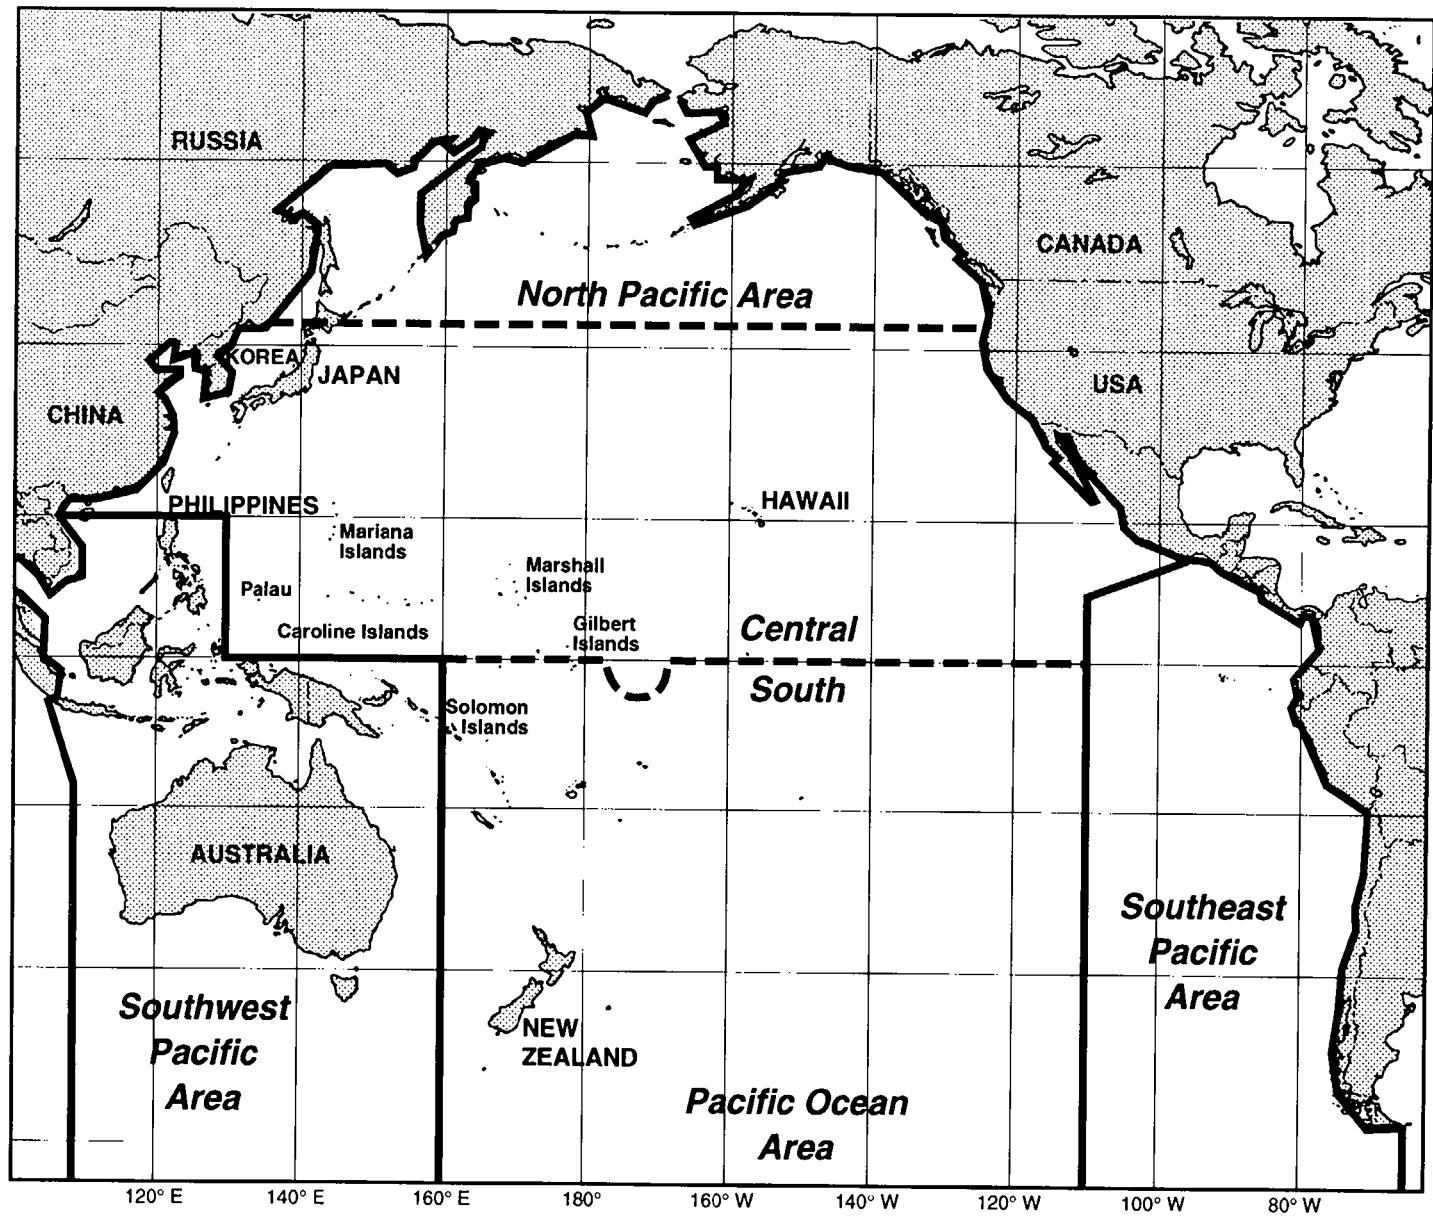 RUSSIA
CANADA
North Pacific Area
KOREA
JAPAN
USA
CHINA
PHILIPPINES
HAWAII
Mariana
Islands
Marshall
Islands
Palau
Caroline Islands
Gilbert
Islands
Central
South
Solomon
Islands
AUSTRALIA
Southeast
Pacific
Area
Southwest
Pacific
Area
NEW
ZEALAND
Pacific Ocean
Area
120° E
140° E
160° E
180°
160° W
140° W
120° W
100° W
80° W